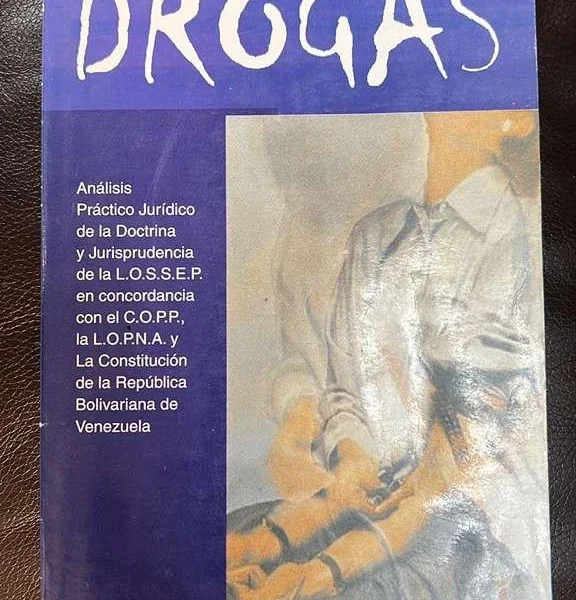 DROGAS
Análisis
Práctico Jurídico
de la Doctrina
y Jurisprudencia
de la L.O.S.S.E.P.
en concordancia
con el C.O.P.P.,
la L.O.P.N.A. y
La Constitución
de la República
Bolivariana de
Venezuela